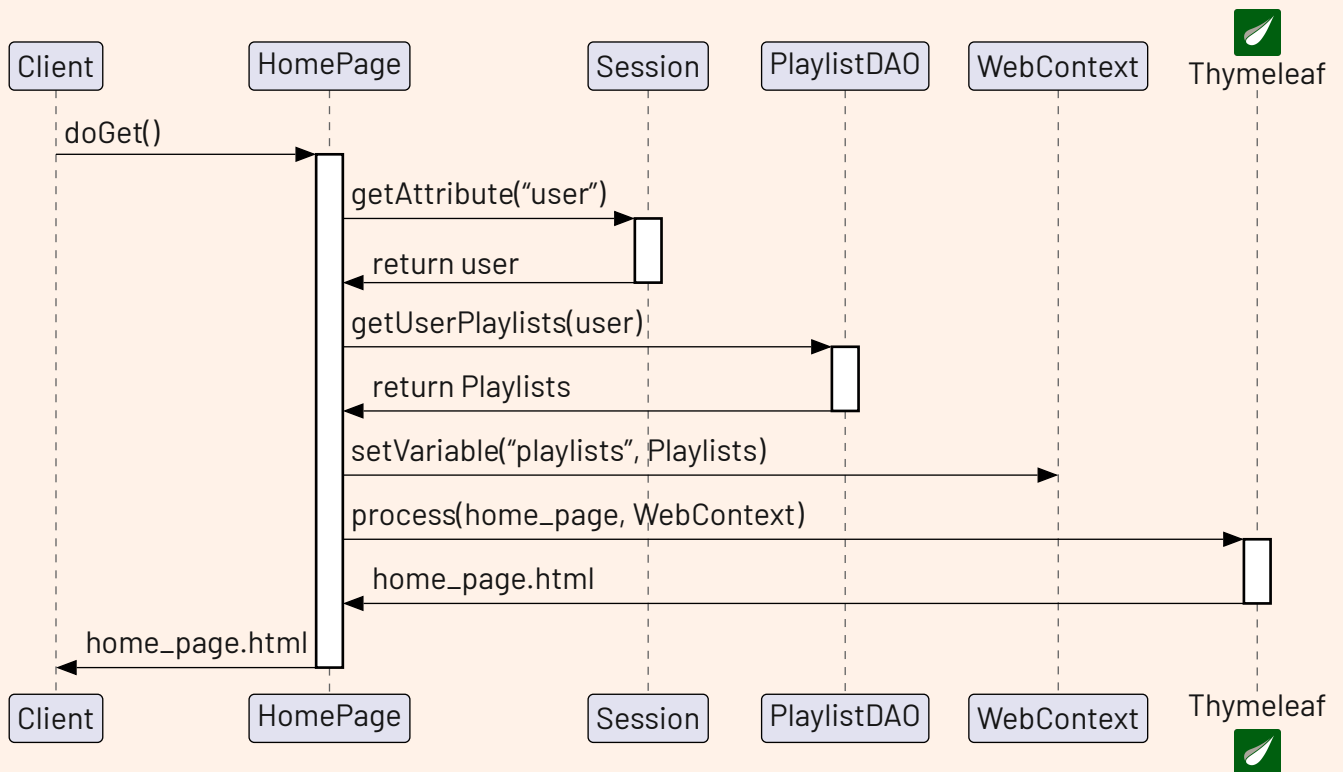 Client
HomePage
Session
PlaylistDAO
WebContext
Thymeleaf
doGet()
getAttribute(“user”)
return user
getUserPlaylists(user)
return Playlists
setVariable(“playlists”, Playlists)
process(home_page, WebContext)
home_page.html
home_page.html
Client
HomePage
Session
PlaylistDAO
WebContext
Thymeleaf